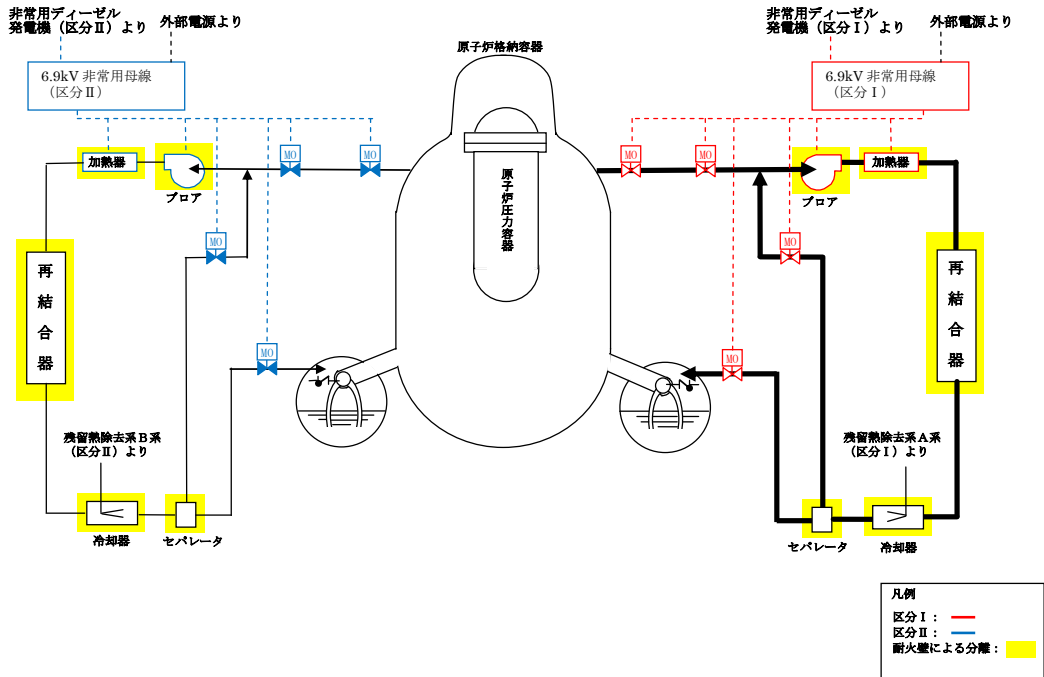 非常用ディーゼル
発電機（区分Ⅱ）より
外部電源より
6.9kV 非常用母線
（区分Ⅱ）
原子炉格納容器
非常用ディーゼル
発電機（区分Ⅰ）より
外部電源より
6.9kV 非常用母線
（区分Ⅰ）
加熱器
ブロア
MO
MO
MO
MO
再結合器
原子炉圧力容器
MO
MO
ブロア
加熱器
MO
MO
再結合器
残留熱除去系Ｂ系
（区分Ⅱ）より
冷却器
セパレータ
残留熱除去系Ａ系
（区分Ⅰ）より
セパレータ
冷却器
凡例
区分Ⅰ：
区分Ⅱ：
耐火壁による分離：